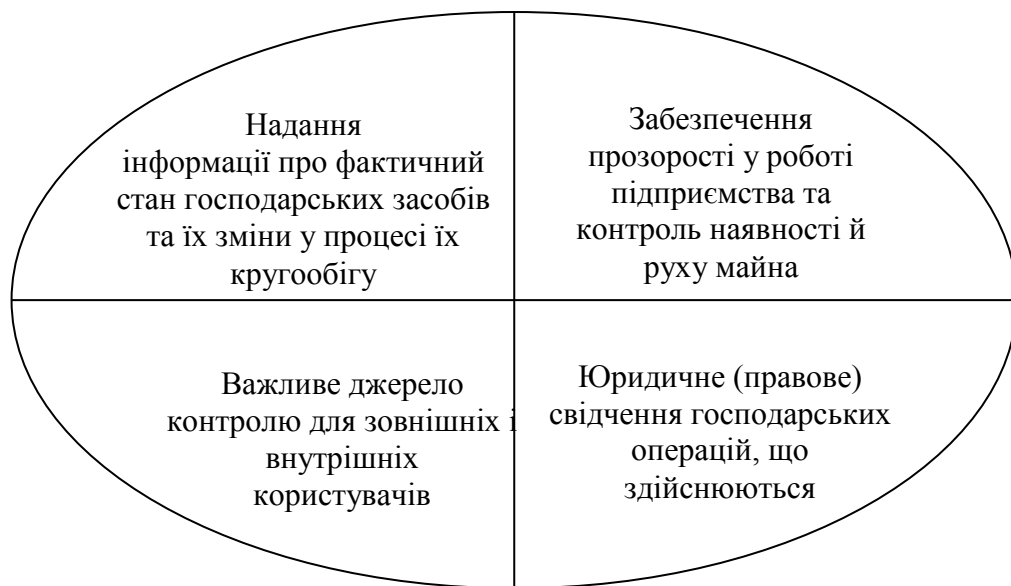 Надання
інформації про фактичний
стан господарських засобів
та їх зміни у процесі їх
кругообігу
Забезпечення
прозорості у роботі
підприємства та
контроль наявності й
руху майна
Важливе джерело
контролю для зовнішніх і
внутрішніх
користувачів
Юридичне (правове)
свідчення господарських
операцій, що
здійснюються